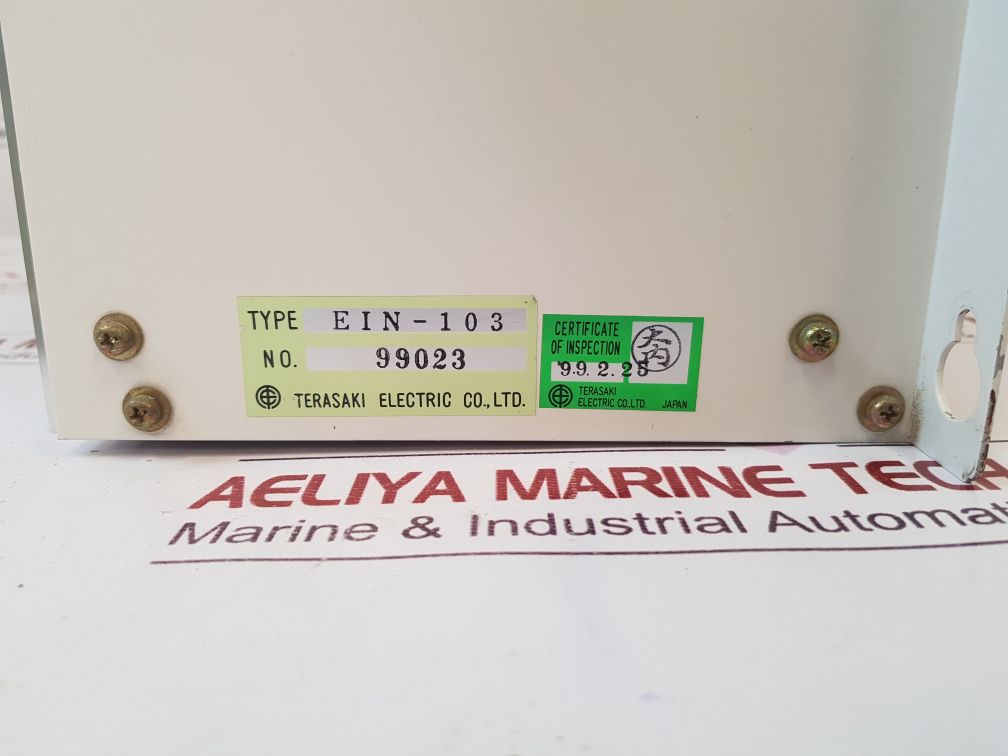 TYPE EIN-103
NO. 99023
TERASAKI ELECTRIC CO.,LTD.
CERTIFICATE
OF INSPECTION
'99. 2. 25
TERASAKI
ELECTRIC CO.,LTD. JAPAN
AELIYA MARINE TECH
Marine & Industrial Automat